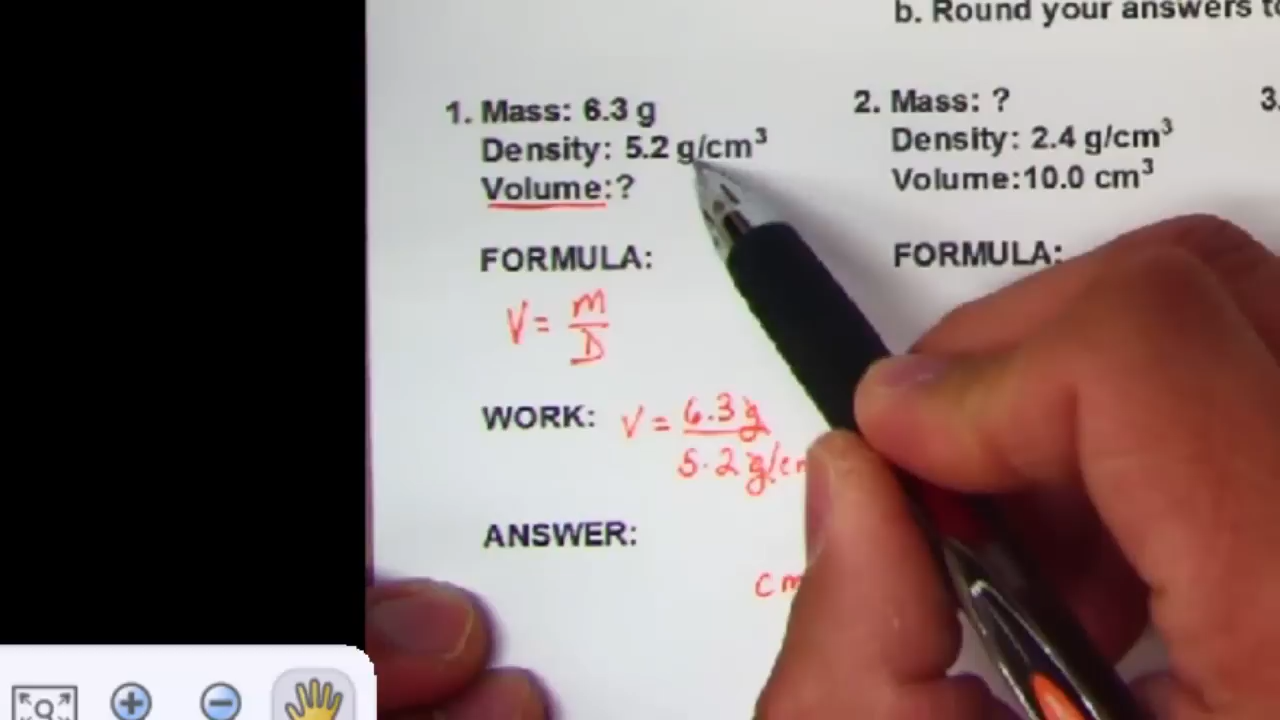 b. Round your answers
1. Mass: 6.3 g
Density: 5.2 g/cm³
Volume:?
FORMULA:
V = m/D
WORK: V = 6.3 g
5.2 g/cm
ANSWER:
cm
2. Mass: ?
Density: 2.4 g/cm³
Volume:10.0 cm³
FORMULA:
3.